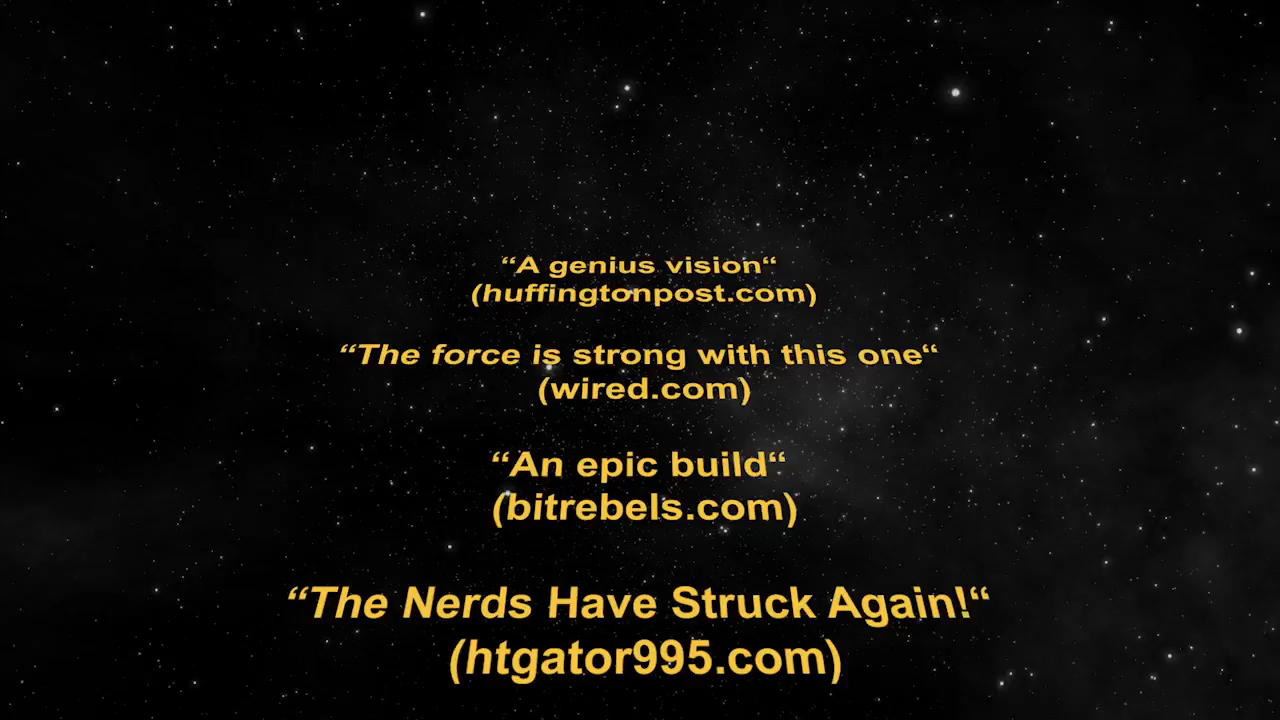 “A genius vision“
(huffingtonpost.com)
“The force is strong with this one“
(wired.com)
“An epic build“
(bitrebels.com)
“The Nerds Have Struck Again!“
(htgator995.com)